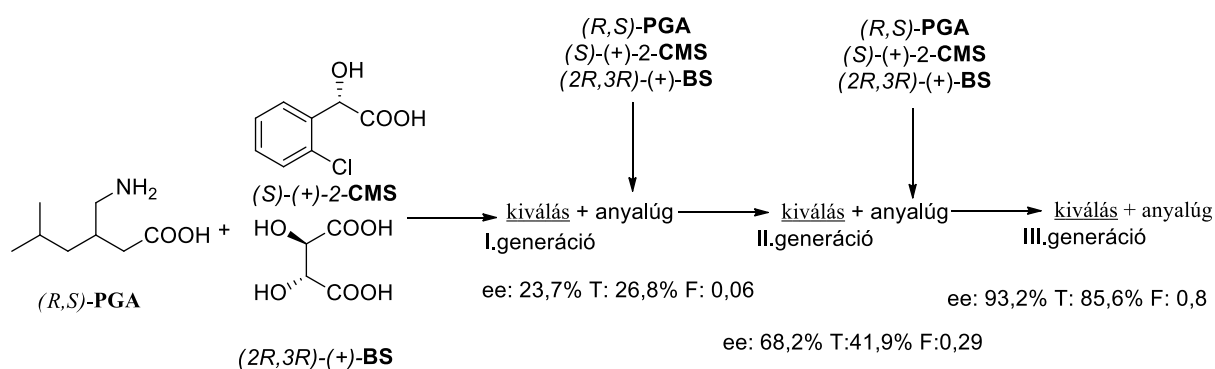 (R,S)-PGA
(S)-(+)-2-CMS
(2R,3R)-(+)-BS
(R,S)-PGA
(S)-(+)-2-CMS
(2R,3R)-(+)-BS
OH
COOH
Cl
(S)-(+)-2-CMS
NH2
COOH
+
(R,S)-PGA
HO
COOH
HO
COOH
(2R,3R)-(+)-BS
kiválás + anyalúg
I.generáció
kiválás + anyalúg
II.generáció
kiválás + anyalúg
III.generáció
ee: 23,7% T: 26,8% F: 0,06
ee: 68,2% T:41,9% F:0,29
ee: 93,2% T: 85,6% F: 0,8